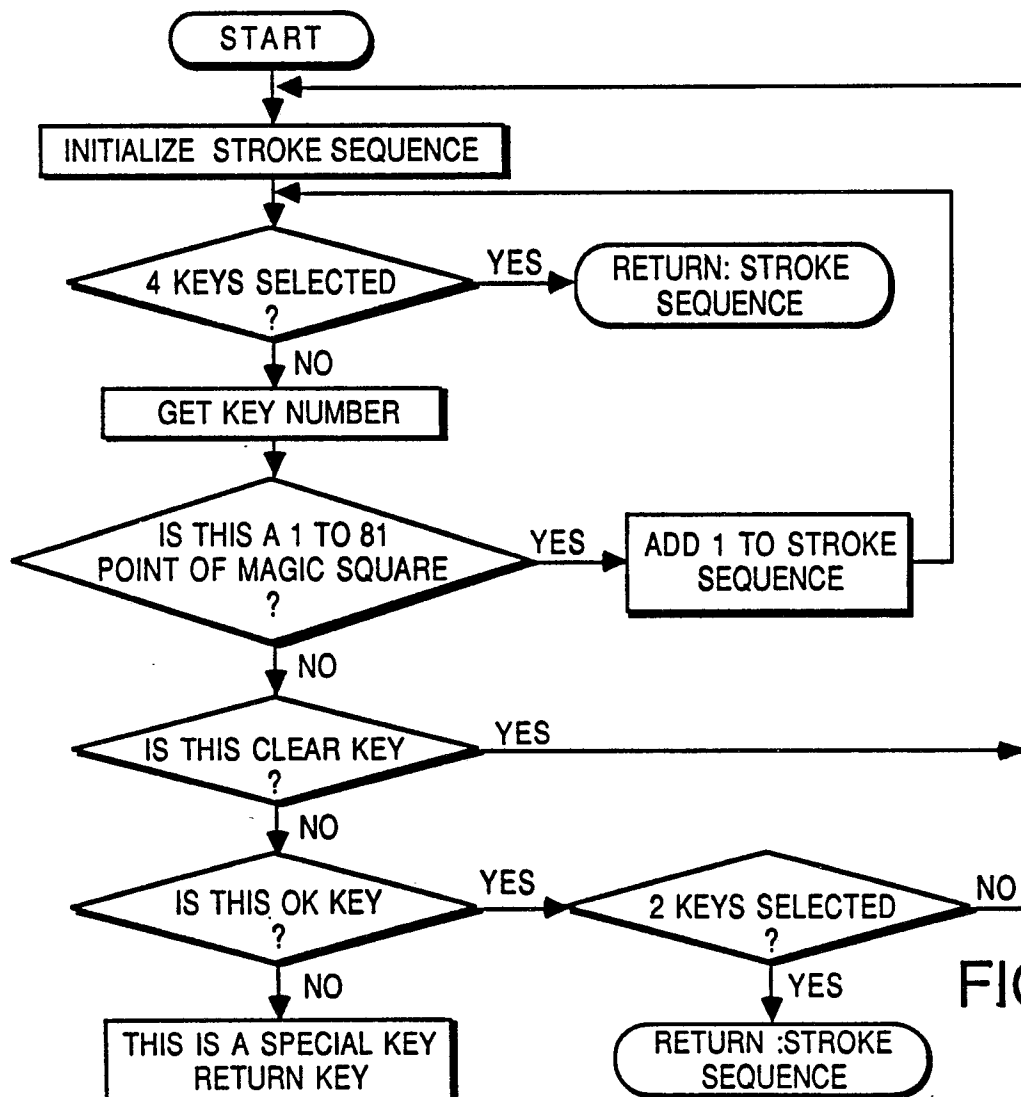 START
INITIALIZE STROKE SEQUENCE
4 KEYS SELECTED
?
YES
RETURN: STROKE
SEQUENCE
NO
GET KEY NUMBER
IS THIS A 1 TO 81
POINT OF MAGIC SQUARE
?
YES
ADD 1 TO STROKE
SEQUENCE
NO
IS THIS CLEAR KEY
?
YES
NO
IS THIS OK KEY
?
YES
2 KEYS SELECTED
?
NO
NO
YES
THIS IS A SPECIAL KEY
RETURN KEY
RETURN :STROKE
SEQUENCE